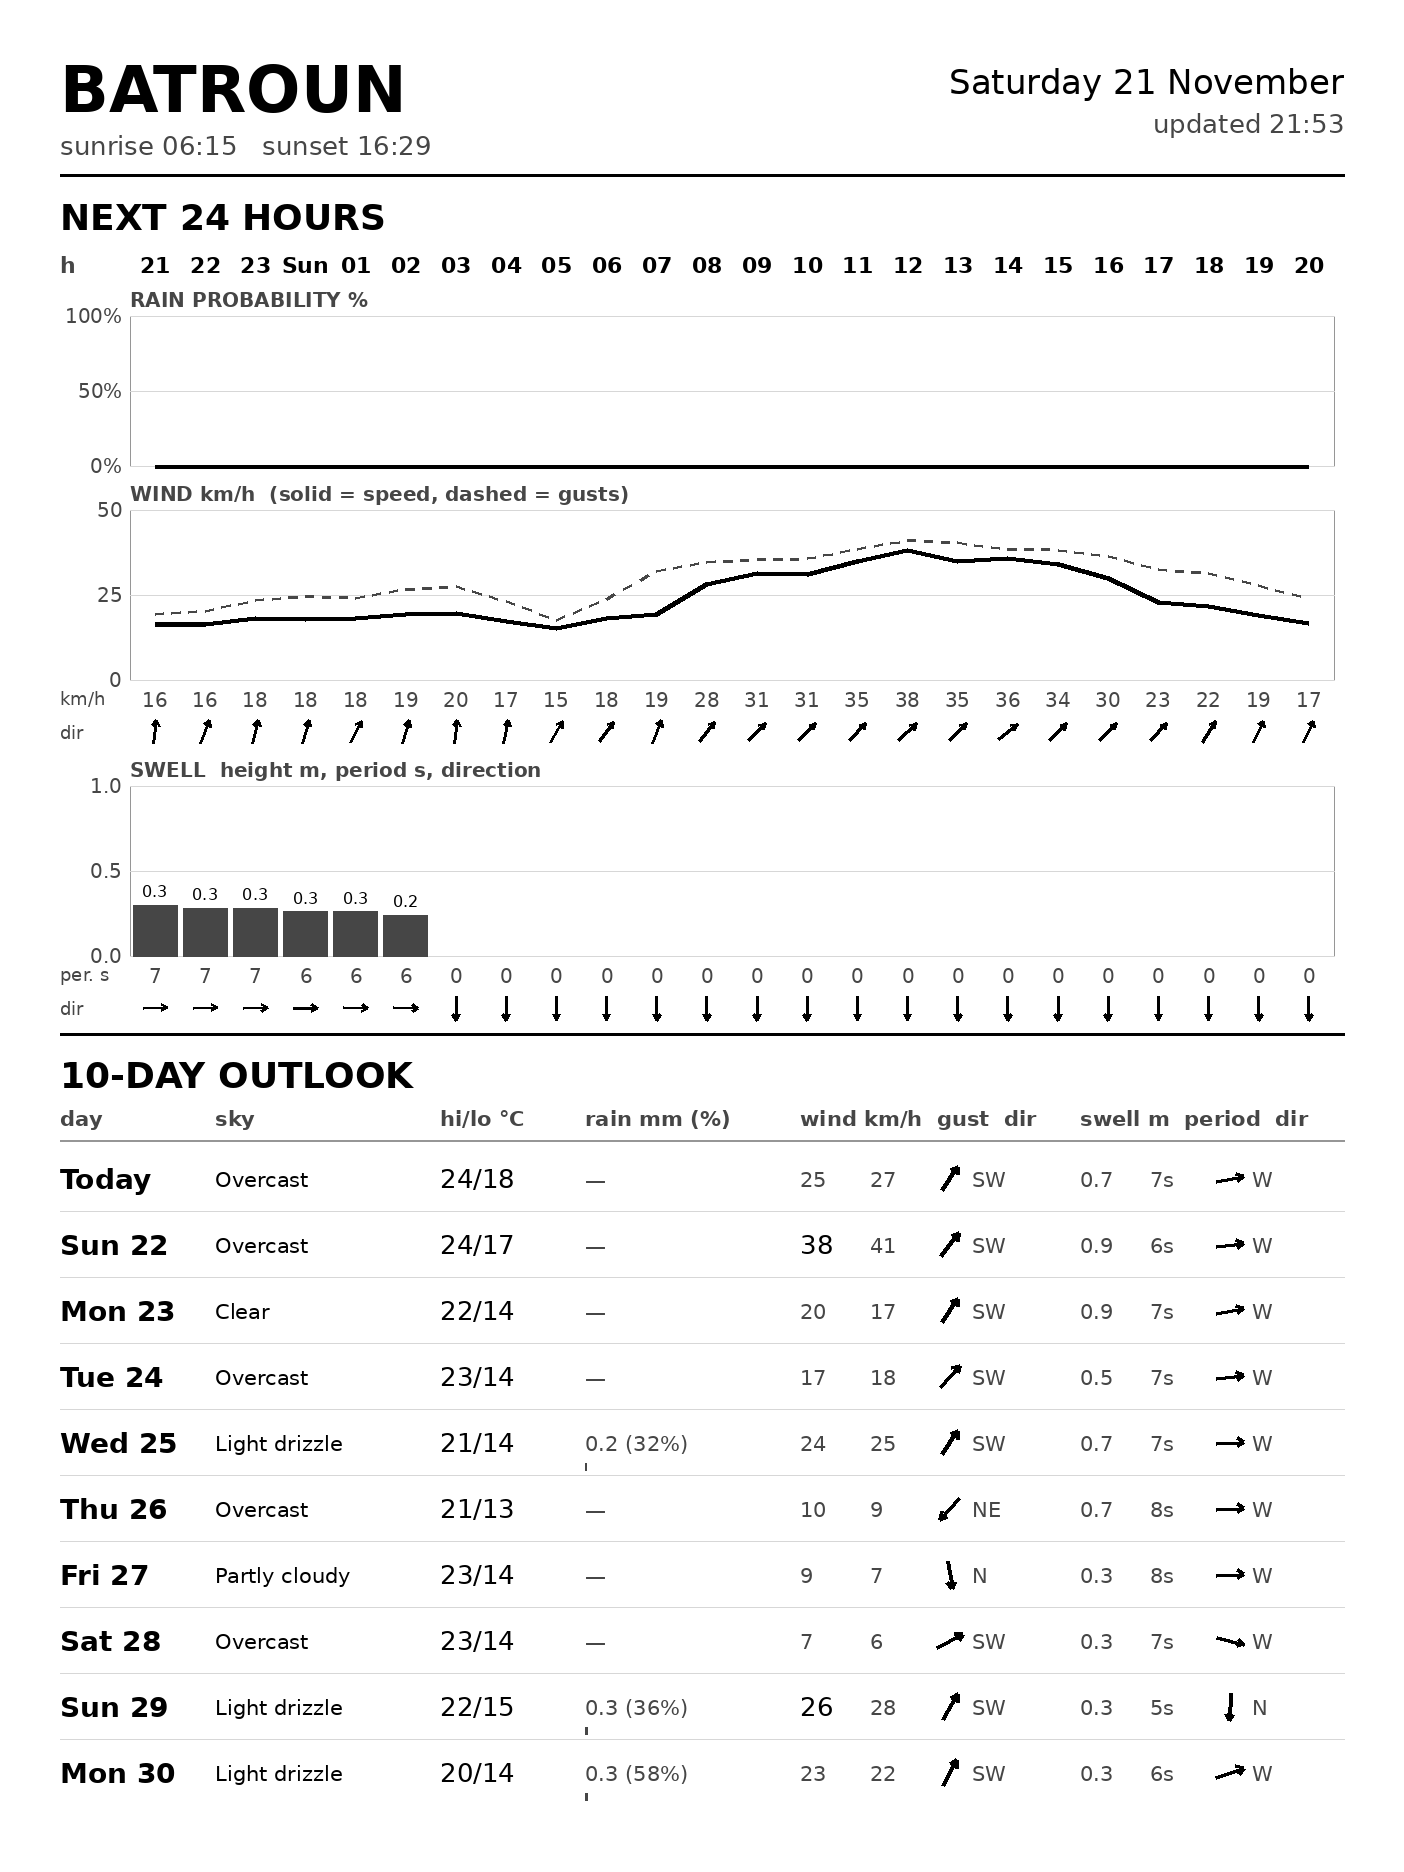 BATROUN
Saturday 21 November
sunrise 06:15 sunset 16:29
updated 21:53
NEXT 24 HOURS
h 21 22 23 Sun 01 02 03 04 05 06 07 08 09 10 11 12 13 14 15 16 17 18 19 20
RAIN PROBABILITY %
100%
50%
0%
WIND km/h (solid = speed, dashed = gusts)
50
25
0
km/h 16 16 18 18 18 19 20 17 15 18 19 28 31 31 35 38 35 36 34 30 23 22 19 17
dir
SWELL height m, period s, direction
1.0
0.5
0.3 0.3 0.3 0.3 0.3 0.2
0.0
per. s 7 7 7 6 6 6 0 0 0 0 0 0 0 0 0 0 0 0 0 0 0 0 0 0
dir
10-DAY OUTLOOK
day sky hi/lo °C rain mm (%) wind km/h gust dir swell m period dir
Today Overcast 24/18 — 25 27 SW 0.7 7s W
Sun 22 Overcast 24/17 — 38 41 SW 0.9 6s W
Mon 23 Clear 22/14 — 20 17 SW 0.9 7s W
Tue 24 Overcast 23/14 — 17 18 SW 0.5 7s W
Wed 25 Light drizzle 21/14 0.2 (32%) 24 25 SW 0.7 7s W
Thu 26 Overcast 21/13 — 10 9 NE 0.7 8s W
Fri 27 Partly cloudy 23/14 — 9 7 N 0.3 8s W
Sat 28 Overcast 23/14 — 7 6 SW 0.3 7s W
Sun 29 Light drizzle 22/15 0.3 (36%) 26 28 SW 0.3 5s N
Mon 30 Light drizzle 20/14 0.3 (58%) 23 22 SW 0.3 6s W